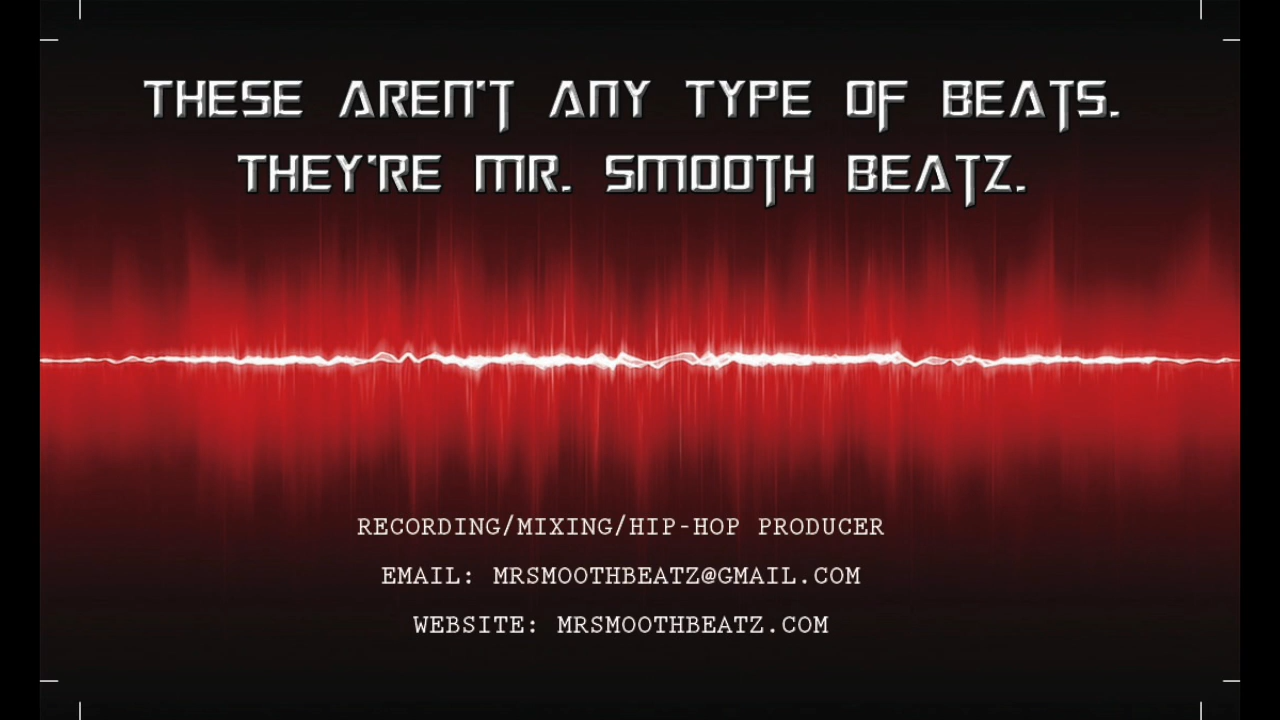 THESE AREN'T ANY TYPE OF BEATS.
THEY'RE MR. SMOOTH BEATZ.
RECORDING/MIXING/HIP-HOP PRODUCER
EMAIL: MRSMOOTHBEATZ@GMAIL.COM
WEBSITE: MRSMOOTHBEATZ.COM